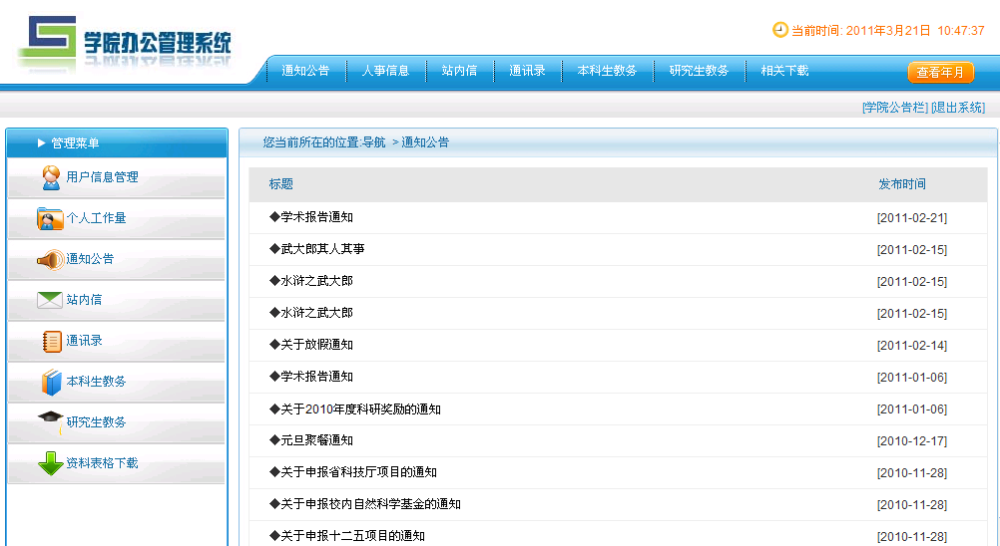 学院办公管理系统
当前时间: 2011年3月21日 10:47:37
通知公告 人事信息 站内信 通讯录 本科生教务 研究生教务 相关下载 查看年月
[学院公告栏] [退出系统]
管理菜单
用户信息管理
个人工作量
通知公告
站内信
通讯录
本科生教务
研究生教务
资料表格下载
您当前所在的位置:导航 > 通知公告
标题 发布时间
◆学术报告通知 [2011-02-21]
◆武大郎其人其事 [2011-02-15]
◆水浒之武大郎 [2011-02-15]
◆水浒之武大郎 [2011-02-15]
◆关于放假通知 [2011-02-14]
◆学术报告通知 [2011-01-06]
◆关于2010年度科研奖励的通知 [2011-01-06]
◆元旦聚餐通知 [2010-12-17]
◆关于申报省科技厅项目的通知 [2010-11-28]
◆关于申报校内自然科学基金的通知 [2010-11-28]
◆关于申报十二五项目的通知 [2010-11-28]